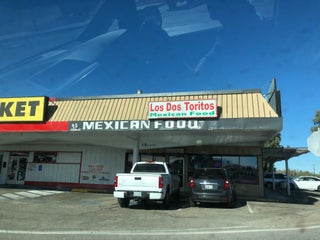 KET
Los Dos Toritos
Mexican Food
MEXICAN FOOD